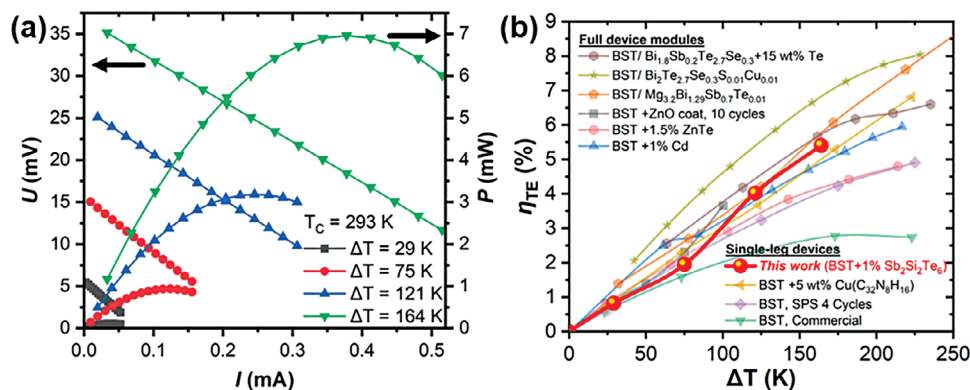 (a)
35
30
25
20
15
10
5
0
U (mV)
7
6
5
4
3
2
1
0
P (mW)
T_C = 293 K
ΔT = 29 K
ΔT = 75 K
ΔT = 121 K
ΔT = 164 K
0.0 0.1 0.2 0.3 0.4 0.5
I (mA)
(b)
9
8
7
6
5
4
3
2
1
0
η_TE (%)
Full device modules
BST/ Bi₁.₈Sb₀.₂Te₂.₇Se₀.₃+15 wt% Te
BST/ Bi₂Te₂.₇Se₀.₃S₀.₀₁Cu₀.₀₁
BST/ Mg₃.₂Bi₁.₂₉Sb₀.₇Te₀.₀₁
BST +ZnO coat, 10 cycles
BST +1.5% ZnTe
BST +1% Cd
Single-leg devices
This work (BST+1% Sb₂Si₂Te₆)
BST +5 wt% Cu(C₃₂N₈H₁₆)
BST, SPS 4 Cycles
BST, Commercial
0 50 100 150 200 250
ΔT (K)